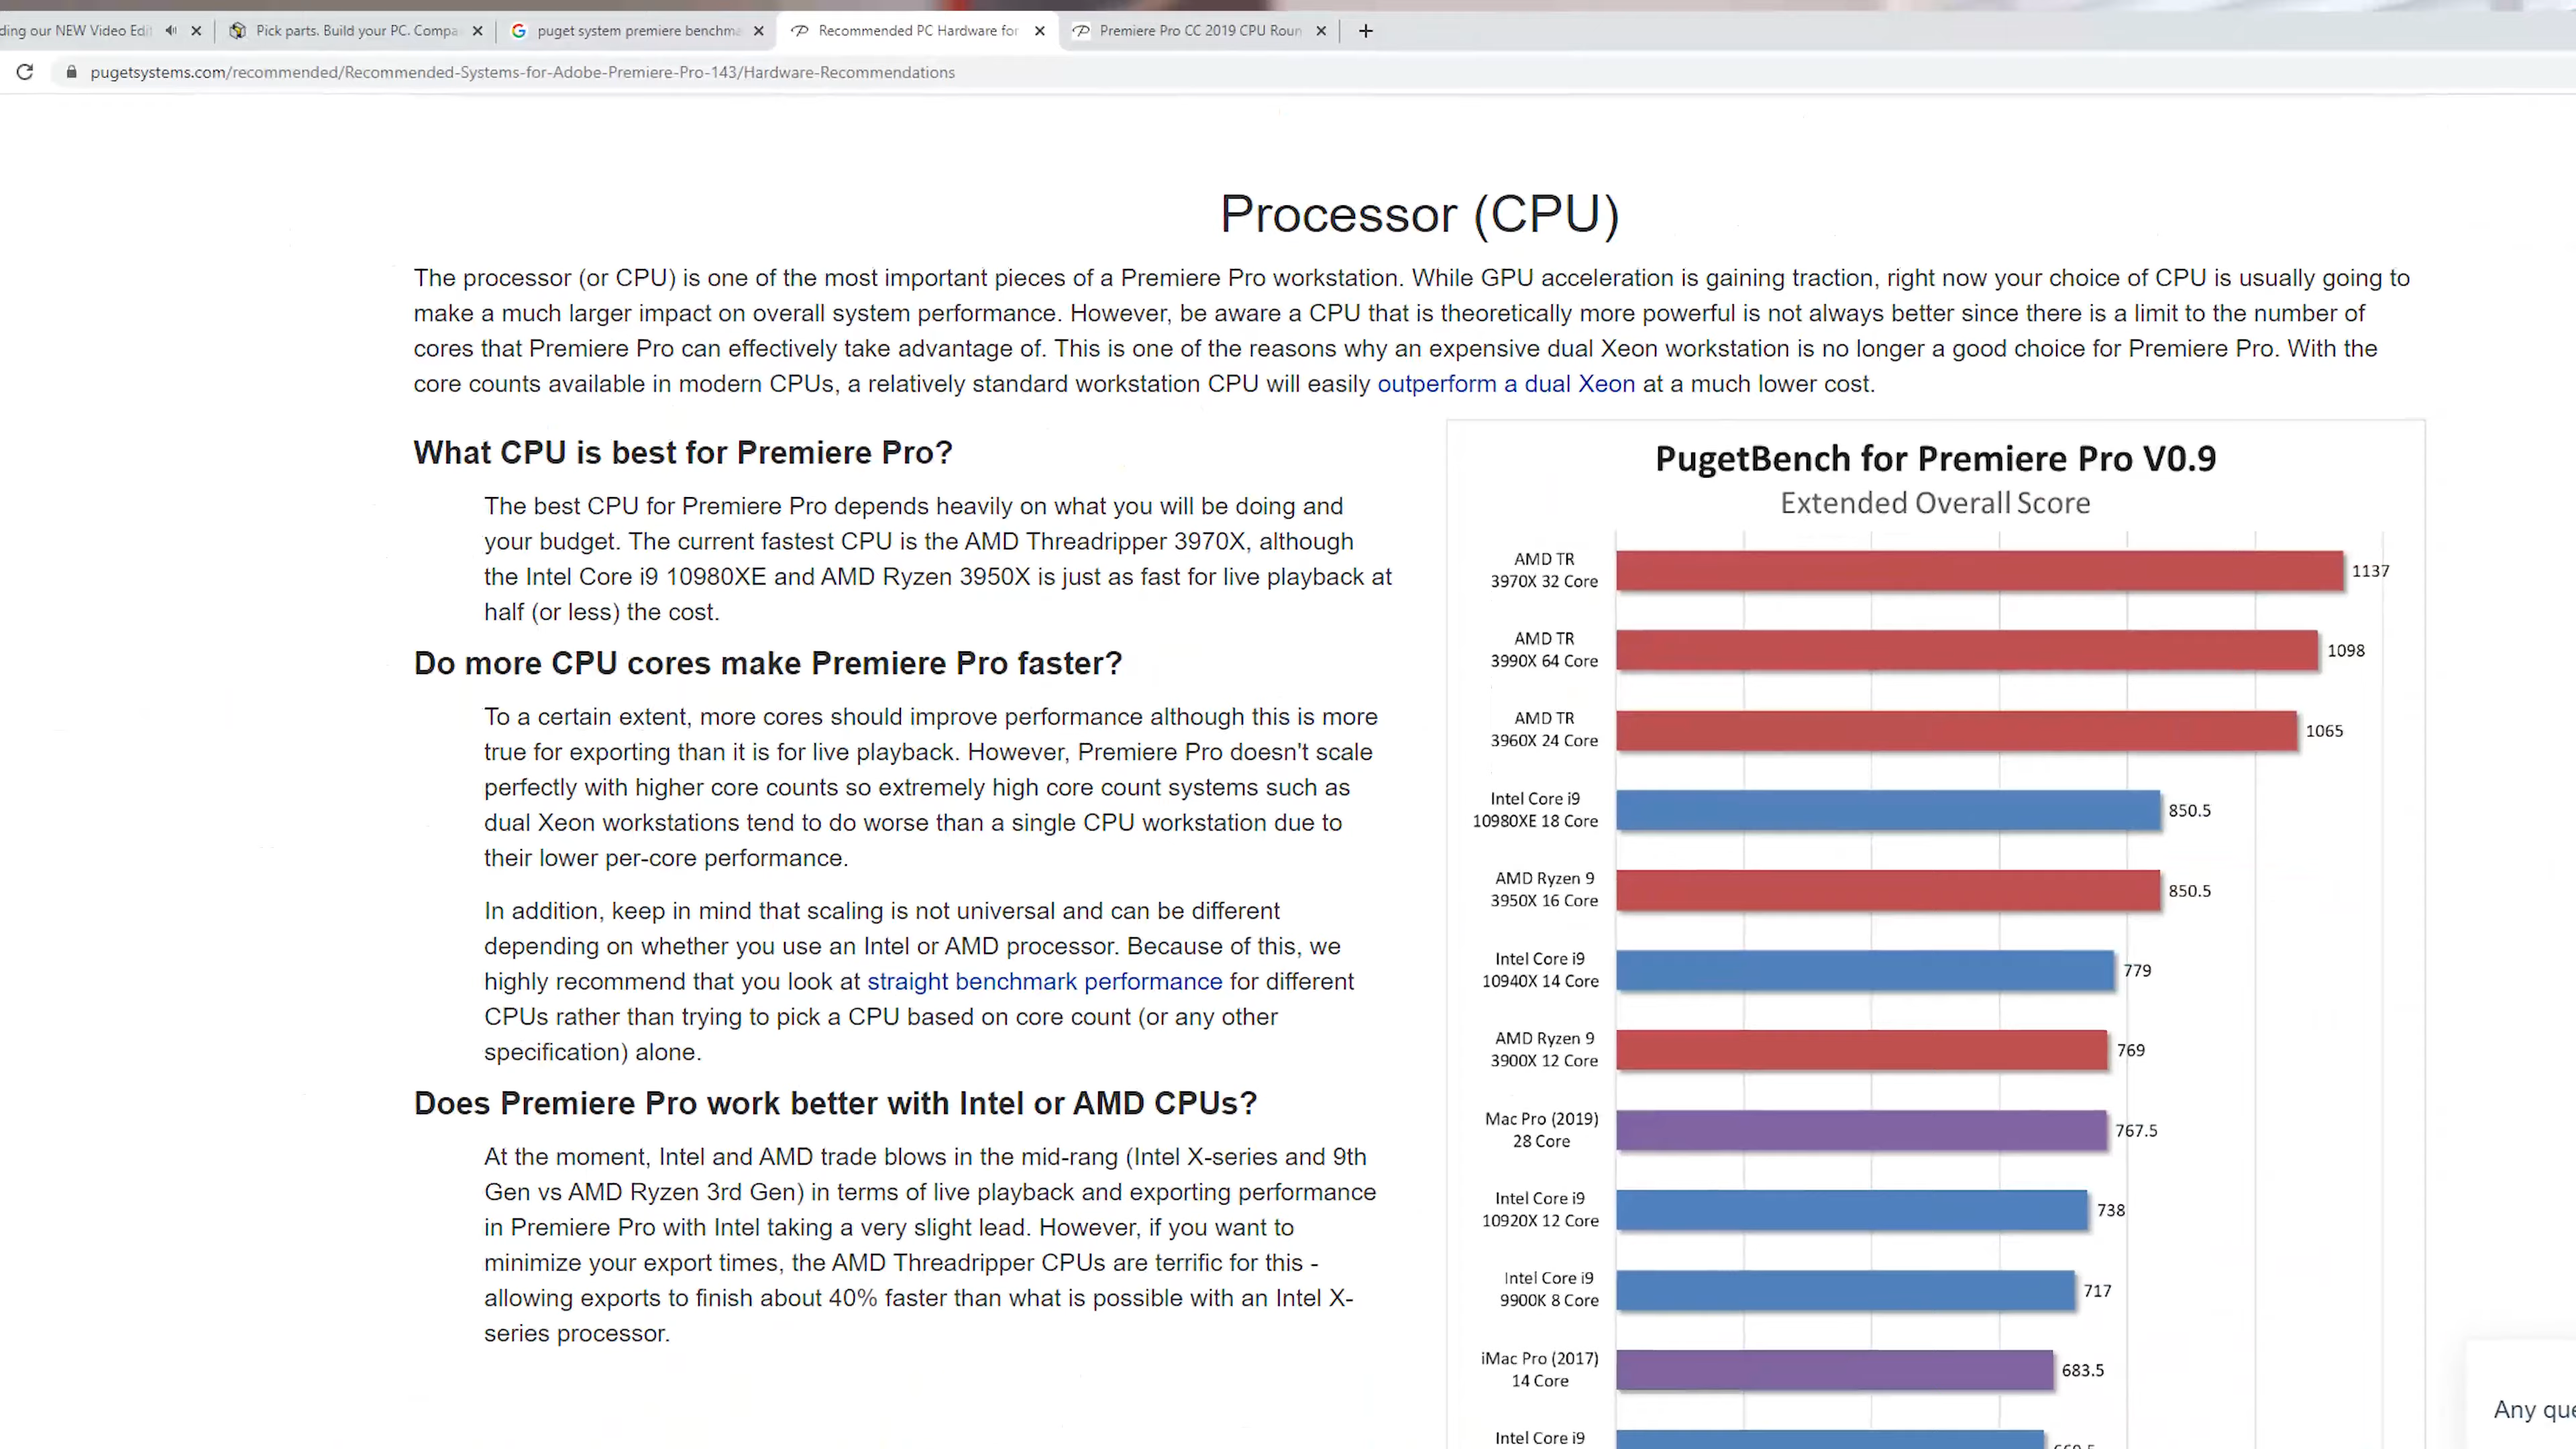 ding our NEW Video Edi
Pick parts. Build your PC. Compa
puget system premiere benchma
Recommended PC Hardware for
Premiere Pro CC 2019 CPU Roun
pugetsystems.com/recommended/Recommended-Systems-for-Adobe-Premiere-Pro-143/Hardware-Recommendations
Processor (CPU)
The processor (or CPU) is one of the most important pieces of a Premiere Pro workstation. While GPU acceleration is gaining traction, right now your choice of CPU is usually going to
make a much larger impact on overall system performance. However, be aware a CPU that is theoretically more powerful is not always better since there is a limit to the number of
cores that Premiere Pro can effectively take advantage of. This is one of the reasons why an expensive dual Xeon workstation is no longer a good choice for Premiere Pro. With the
core counts available in modern CPUs, a relatively standard workstation CPU will easily outperform a dual Xeon at a much lower cost.
What CPU is best for Premiere Pro?
The best CPU for Premiere Pro depends heavily on what you will be doing and
your budget. The current fastest CPU is the AMD Threadripper 3970X, although
the Intel Core i9 10980XE and AMD Ryzen 3950X is just as fast for live playback at
half (or less) the cost.
Do more CPU cores make Premiere Pro faster?
To a certain extent, more cores should improve performance although this is more
true for exporting than it is for live playback. However, Premiere Pro doesn't scale
perfectly with higher core counts so extremely high core count systems such as
dual Xeon workstations tend to do worse than a single CPU workstation due to
their lower per-core performance.
In addition, keep in mind that scaling is not universal and can be different
depending on whether you use an Intel or AMD processor. Because of this, we
highly recommend that you look at straight benchmark performance for different
CPUs rather than trying to pick a CPU based on core count (or any other
specification) alone.
Does Premiere Pro work better with Intel or AMD CPUs?
At the moment, Intel and AMD trade blows in the mid-rang (Intel X-series and 9th
Gen vs AMD Ryzen 3rd Gen) in terms of live playback and exporting performance
in Premiere Pro with Intel taking a very slight lead. However, if you want to
minimize your export times, the AMD Threadripper CPUs are terrific for this -
allowing exports to finish about 40% faster than what is possible with an Intel X-
series processor.
PugetBench for Premiere Pro V0.9
Extended Overall Score
AMD TR
3970X 32 Core
1137
AMD TR
3990X 64 Core
1098
AMD TR
3960X 24 Core
1065
Intel Core i9
10980XE 18 Core
850.5
AMD Ryzen 9
3950X 16 Core
850.5
Intel Core i9
10940X 14 Core
779
AMD Ryzen 9
3900X 12 Core
769
Mac Pro (2019)
28 Core
767.5
Intel Core i9
10920X 12 Core
738
Intel Core i9
9900K 8 Core
717
iMac Pro (2017)
14 Core
683.5
Intel Core i9
Any que